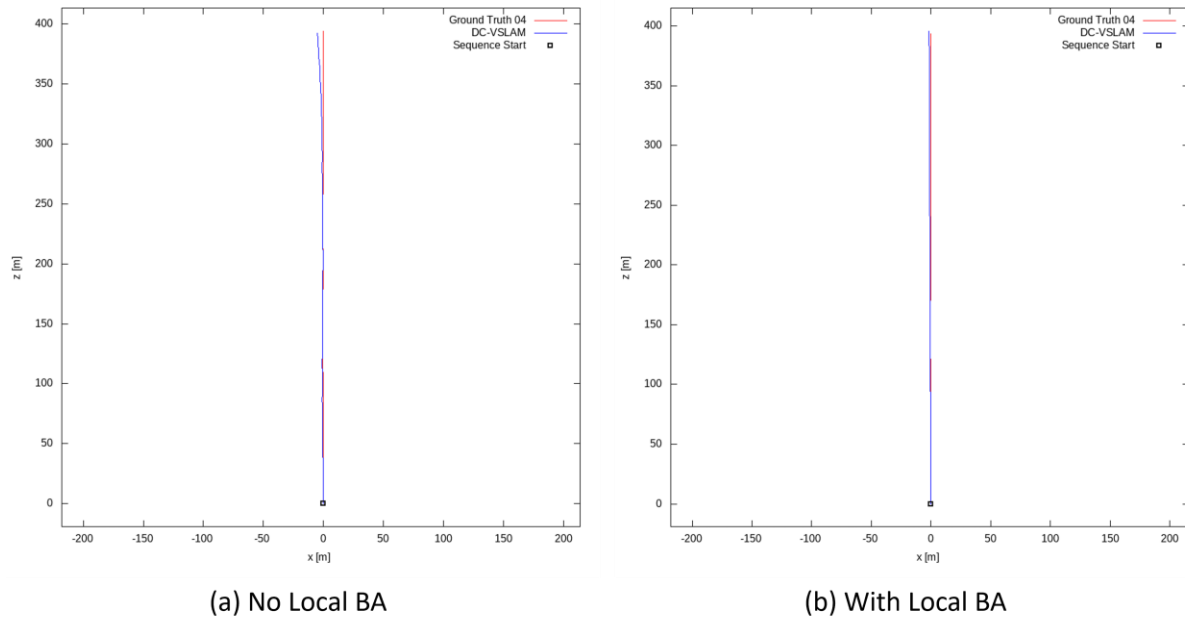 400
350
300
250
200
150
100
50
0
z [m]
-200 -150 -100 -50 0 50 100 150 200
x [m]
Ground Truth 04
DC-VSLAM
Sequence Start
(a) No Local BA
400
350
300
250
200
150
100
50
0
z [m]
-200 -150 -100 -50 0 50 100 150 200
x [m]
Ground Truth 04
DC-VSLAM
Sequence Start
(b) With Local BA